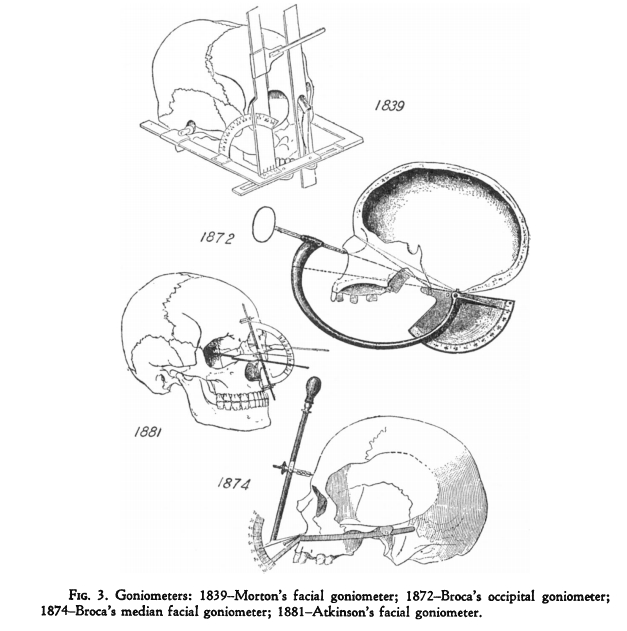 1839
1872
1881
1874
FIG. 3. Goniometers: 1839–Morton's facial goniometer; 1872–Broca's occipital goniometer;
1874–Broca's median facial goniometer; 1881–Atkinson's facial goniometer.